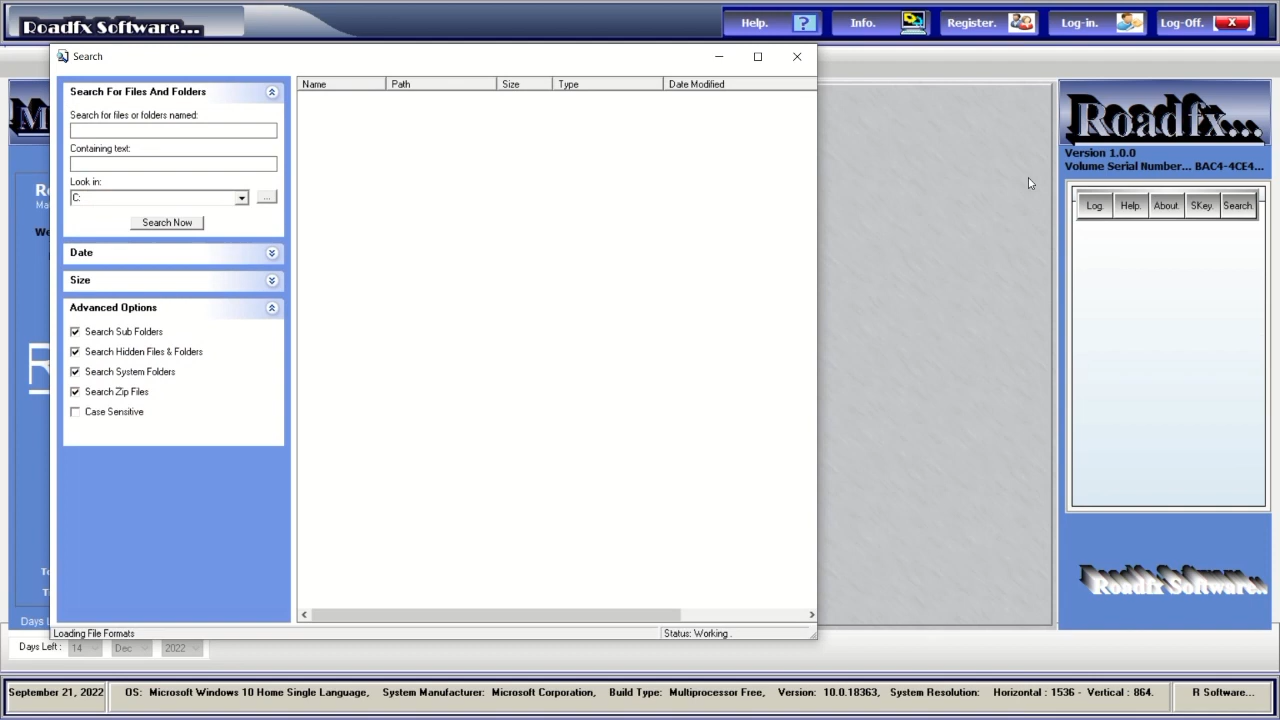 Roadfx Software...
Help.
Info.
Register.
Log-in.
Log-Off.
Search
Search For Files And Folders
Search for files or folders named:
Containing text:
Look in:
C:
...
Search Now
Date
Size
Advanced Options
Search Sub Folders
Search Hidden Files & Folders
Search System Folders
Search Zip Files
Case Sensitive
Name Path Size Type Date Modified
Loading File Formats
Status: Working .
Roadfx...
Version 1.0.0
Volume Serial Number... BAC4-4CE4...
Log. Help. About. SKey. Search.
Roadfx Software...
Days Left : 14 Dec 2022
September 21, 2022
OS: Microsoft Windows 10 Home Single Language, System Manufacturer: Microsoft Corporation, Build Type: Multiprocessor Free, Version: 10.0.18363, System Resolution: Horizontal : 1536 - Vertical : 864.
R Software...